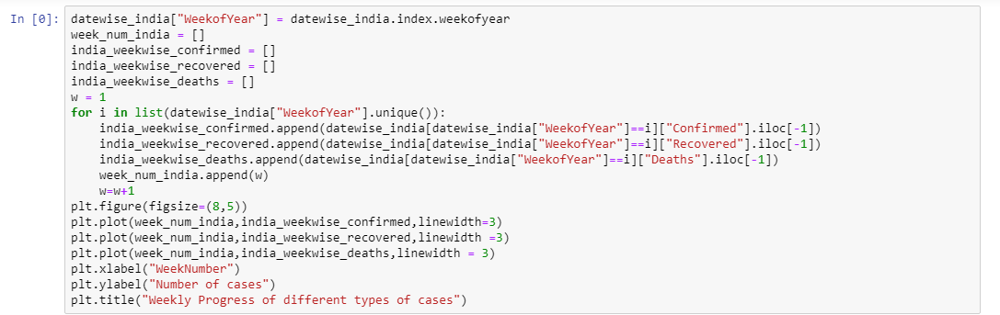 In [0]: datewise_india["WeekofYear"] = datewise_india.index.weekofyear
week_num_india = []
india_weekwise_confirmed = []
india_weekwise_recovered = []
india_weekwise_deaths = []
w = 1
for i in list(datewise_india["WeekofYear"].unique()):
    india_weekwise_confirmed.append(datewise_india[datewise_india["WeekofYear"]==i]["Confirmed"].iloc[-1])
    india_weekwise_recovered.append(datewise_india[datewise_india["WeekofYear"]==i]["Recovered"].iloc[-1])
    india_weekwise_deaths.append(datewise_india[datewise_india["WeekofYear"]==i]["Deaths"].iloc[-1])
    week_num_india.append(w)
    w=w+1
plt.figure(figsize=(8,5))
plt.plot(week_num_india,india_weekwise_confirmed,linewidth=3)
plt.plot(week_num_india,india_weekwise_recovered,linewidth =3)
plt.plot(week_num_india,india_weekwise_deaths,linewidth = 3)
plt.xlabel("WeekNumber")
plt.ylabel("Number of cases")
plt.title("Weekly Progress of different types of cases")